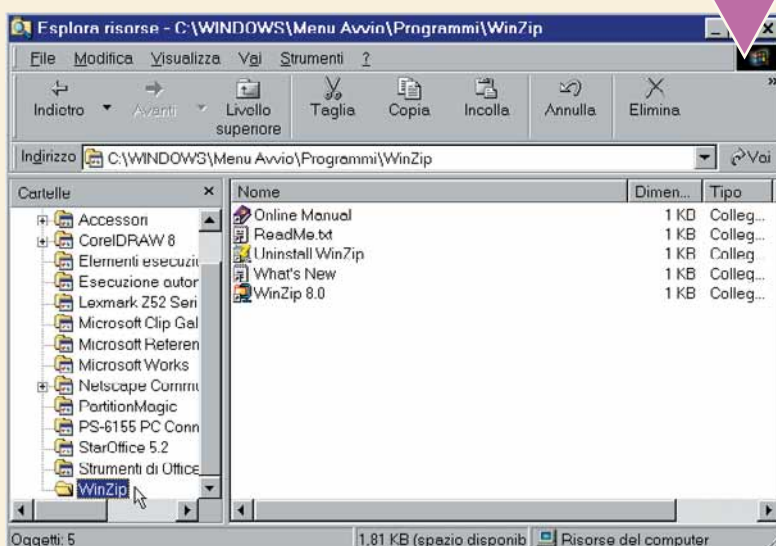 Esplora risorse - C:\WINDOWS\Menu Avvio\Programmi\WinZip
File Modifica Visualizza Vai Strumenti ?
Indietro Avanti Livello superiore Taglia Copia Incolla Annulla Elimina »
Indirizzo C:\WINDOWS\Menu Avvio\Programmi\WinZip Vai
Cartelle × Nome Dimen... Tipo
Accessori
CorelDRAW 8
Elementi esecuzi
Esecuzione autor
Lexmark Z52 Seri
Microsoft Clip Gal
Microsoft Referen
Microsoft Works
Netscape Commu
PartitionMagic
PS-6155 PC Conn
StarOffice 5.2
Strumenti di Office
WinZip
Online Manual 1 KB Colleg...
ReadMe.txt 1 KB Colleg...
Uninstall WinZip 1 KB Colleg...
What's New 1 KB Colleg...
WinZip 8.0 1 KB Colleg...
Oggetti: 5 1,81 KB (spazio disponib Risorse del computer